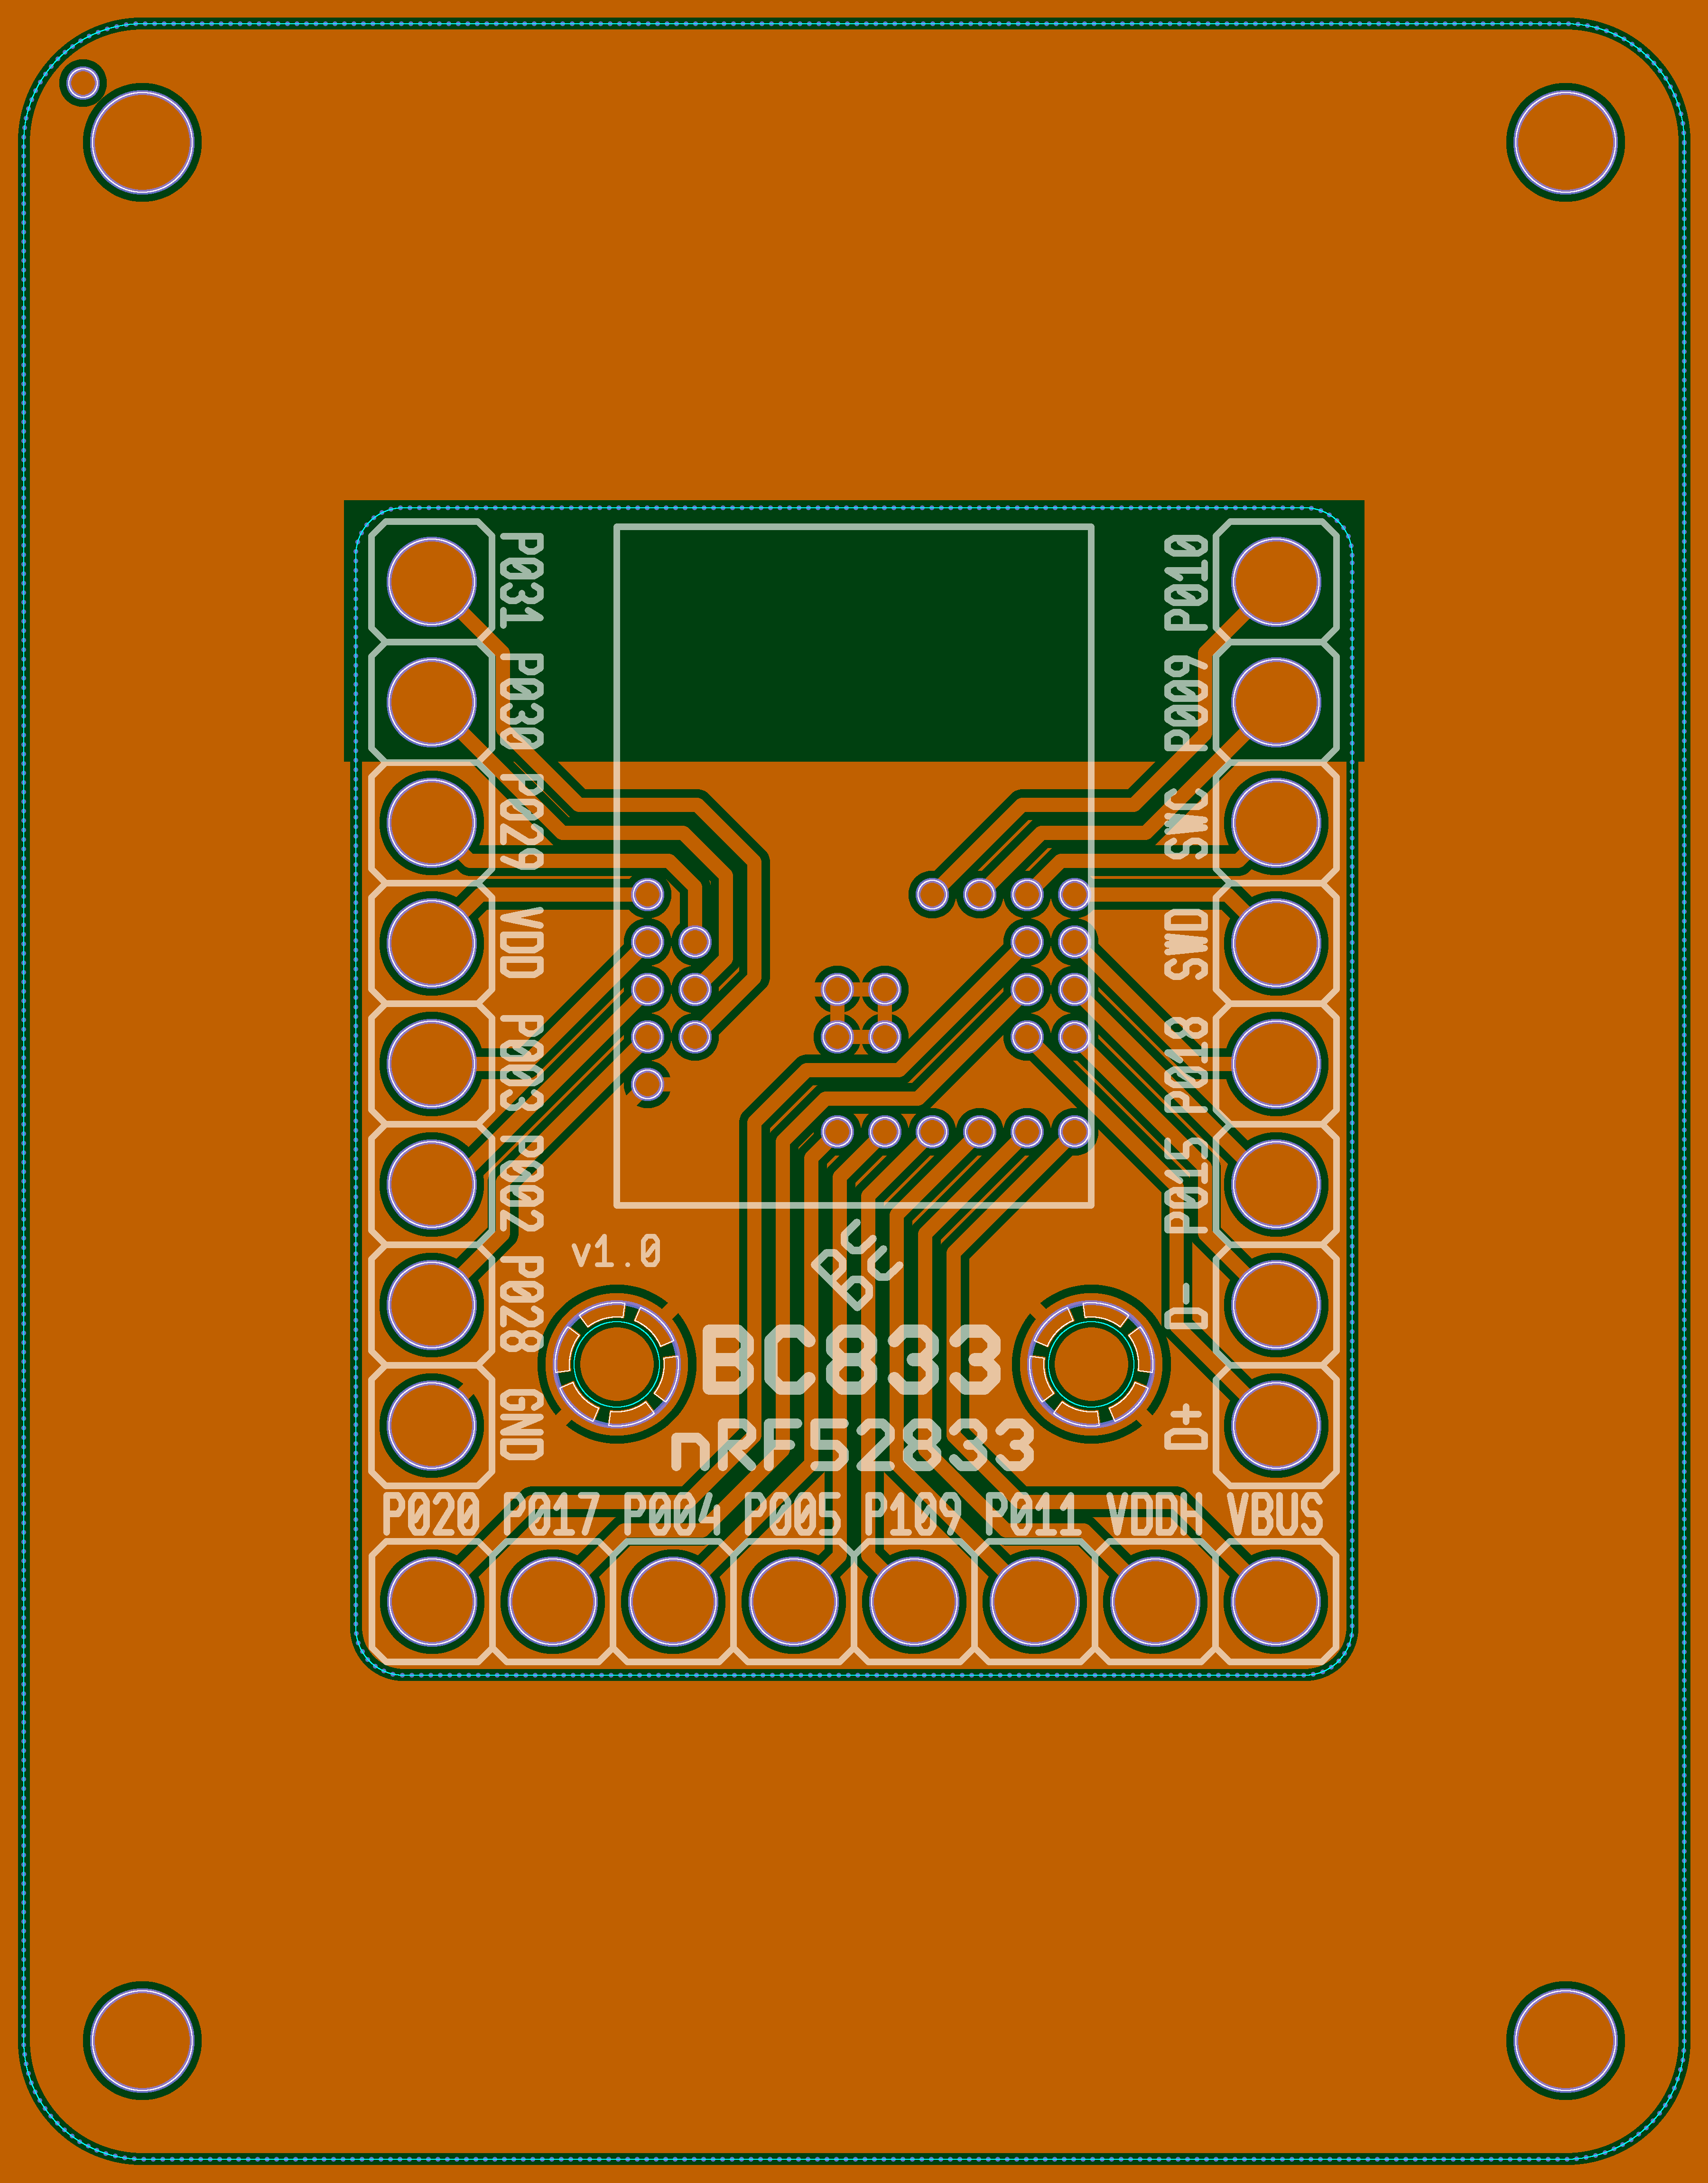 P031
P030
P029
VDD
P003
P002
P028
GND
P010
P009
SWC
SWD
P018
P015
D-
D+
v1.0
BC833
nRF52833
P020 P017 P004 P005 P109 P011 VDDH VBUS